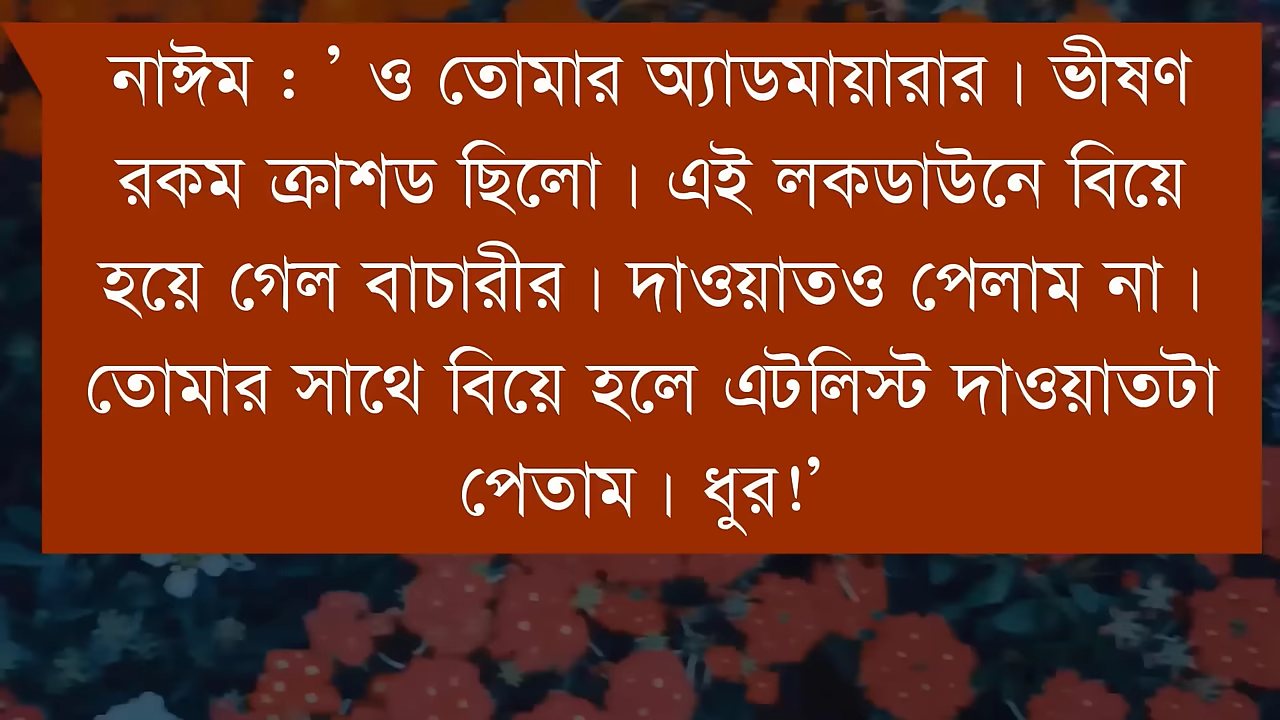 নাঈম : ’ ও তোমার অ্যাডমায়ারার । ভীষণ
রকম ক্রাশড ছিলো । এই লকডাউনে বিয়ে
হয়ে গেল বাচারীর । দাওয়াতও পেলাম না ।
তোমার সাথে বিয়ে হলে এটলিস্ট দাওয়াতটা
পেতাম । ধুর!’